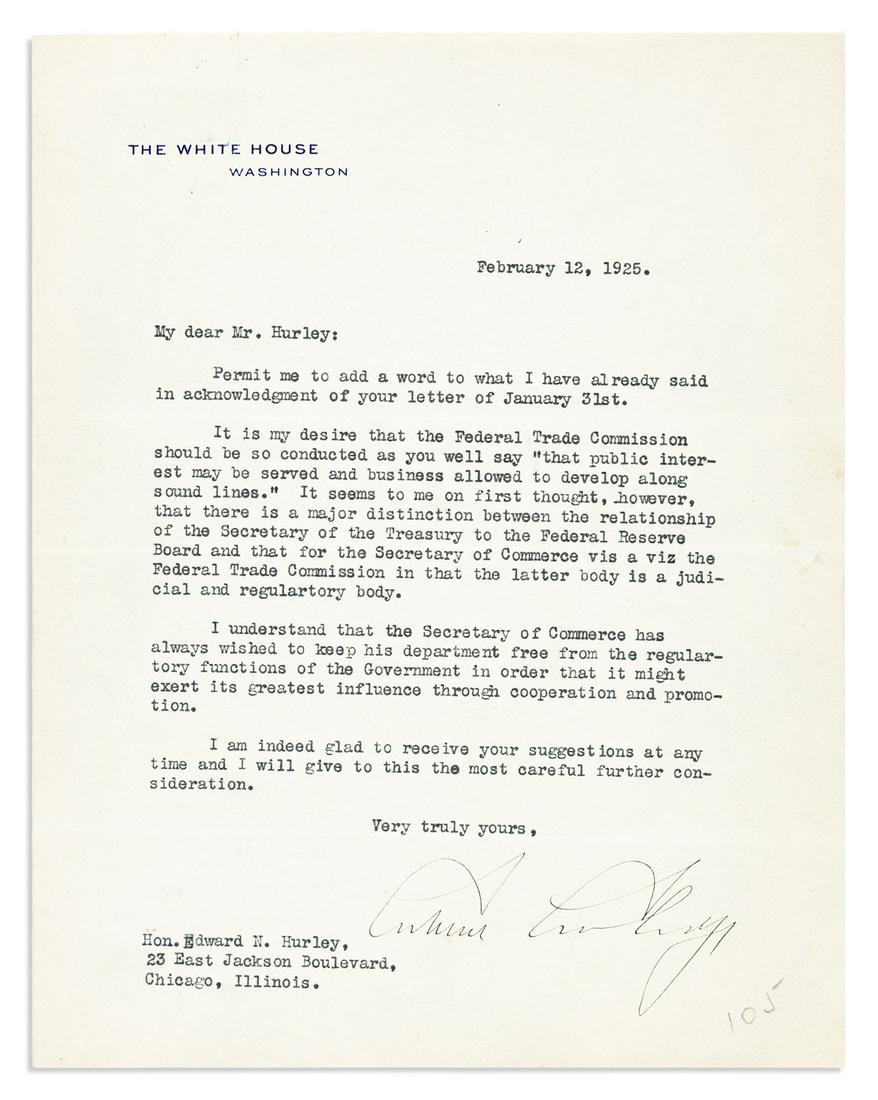 THE WHITE HOUSE
WASHINGTON
February 12, 1925.
My dear Mr. Hurley:
Permit me to add a word to what I have already said
in acknowledgment of your letter of January 31st.
It is my desire that the Federal Trade Commission
should be so conducted as you well say "that public inter-
est may be served and business allowed to develop along
sound lines." It seems to me on first thought, however,
that there is a major distinction between the relationship
of the Secretary of the Treasury to the Federal Reserve
Board and that for the Secretary of Commerce vis a viz the
Federal Trade Commission in that the latter body is a judi-
cial and regulartory body.
I understand that the Secretary of Commerce has
always wished to keep his department free from the regular-
tory functions of the Government in order that it might
exert its greatest influence through cooperation and promo-
tion.
I am indeed glad to receive your suggestions at any
time and I will give to this the most careful further con-
sideration.
Very truly yours,
Calvin Coolidge
Hon. Edward N. Hurley,
23 East Jackson Boulevard,
Chicago, Illinois.
105